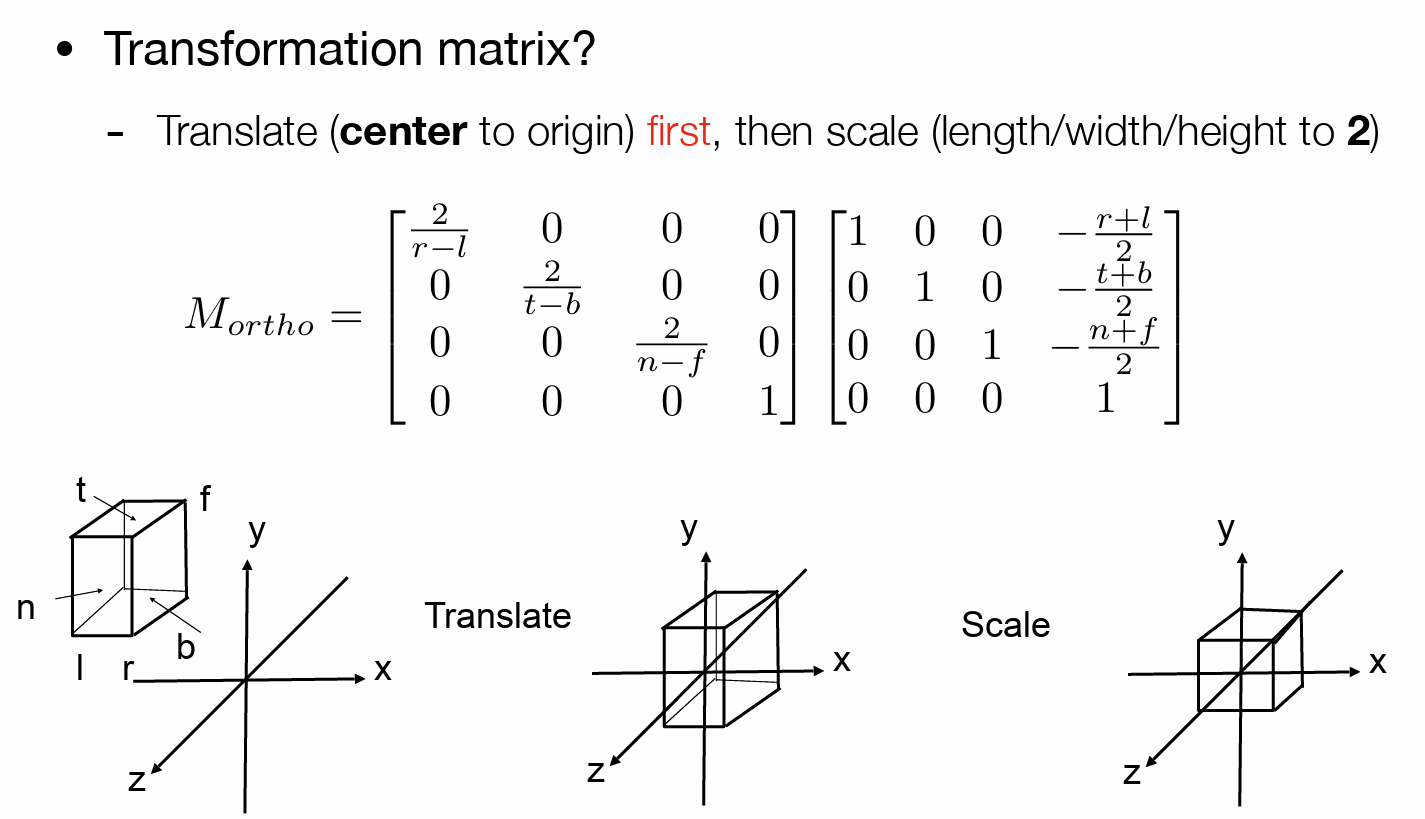 • Transformation matrix?
- Translate (center to origin) first, then scale (length/width/height to 2)
M_{ortho} = \begin{bmatrix} \frac{2}{r-l} & 0 & 0 & 0 \\ 0 & \frac{2}{t-b} & 0 & 0 \\ 0 & 0 & \frac{2}{n-f} & 0 \\ 0 & 0 & 0 & 1 \end{bmatrix} \begin{bmatrix} 1 & 0 & 0 & -\frac{r+l}{2} \\ 0 & 1 & 0 & -\frac{t+b}{2} \\ 0 & 0 & 1 & -\frac{n+f}{2} \\ 0 & 0 & 0 & 1 \end{bmatrix}
t
f
y
n
b
l r
x
z
Translate
y
x
z
Scale
y
x
z